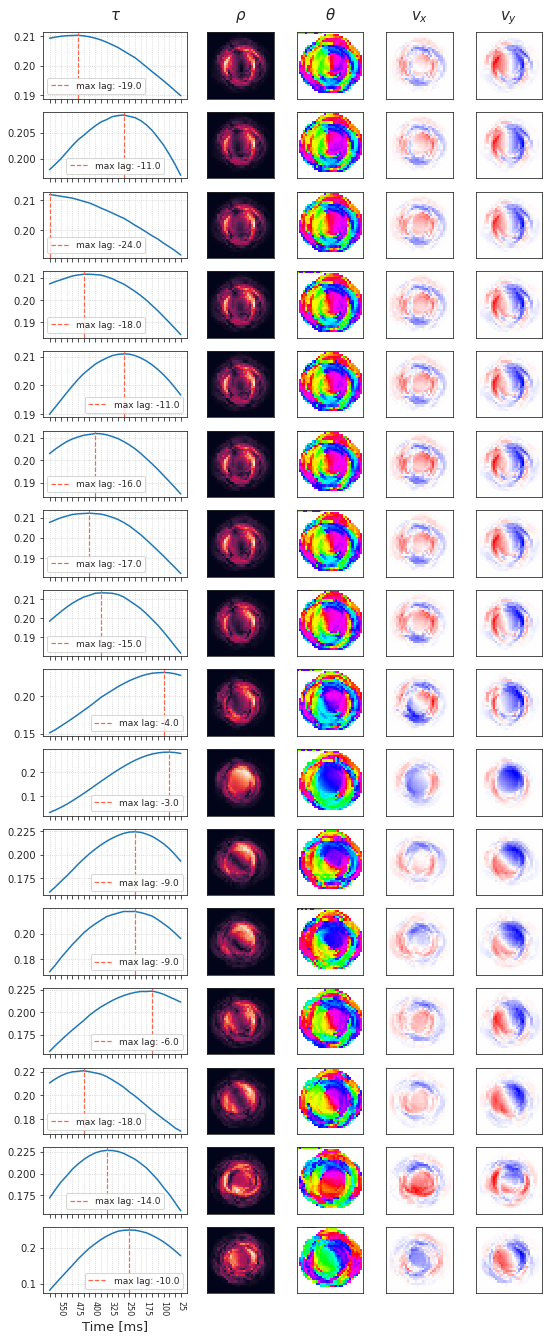 τ ρ θ v_x v_y
0.21
0.20
0.19
max lag: -19.0
0.205
0.200
max lag: -11.0
0.21
0.20
max lag: -24.0
0.21
0.20
0.19
max lag: -18.0
0.21
0.20
0.19
max lag: -11.0
0.21
0.20
0.19
max lag: -16.0
0.21
0.20
0.19
max lag: -17.0
0.21
0.20
0.19
max lag: -15.0
0.20
0.15
max lag: -4.0
0.2
0.1
max lag: -3.0
0.225
0.200
0.175
max lag: -9.0
0.20
0.18
max lag: -9.0
0.225
0.200
0.175
max lag: -6.0
0.22
0.20
0.18
max lag: -18.0
0.225
0.200
0.175
max lag: -14.0
0.2
0.1
max lag: -10.0
550 475 400 325 250 175 100 25
Time [ms]